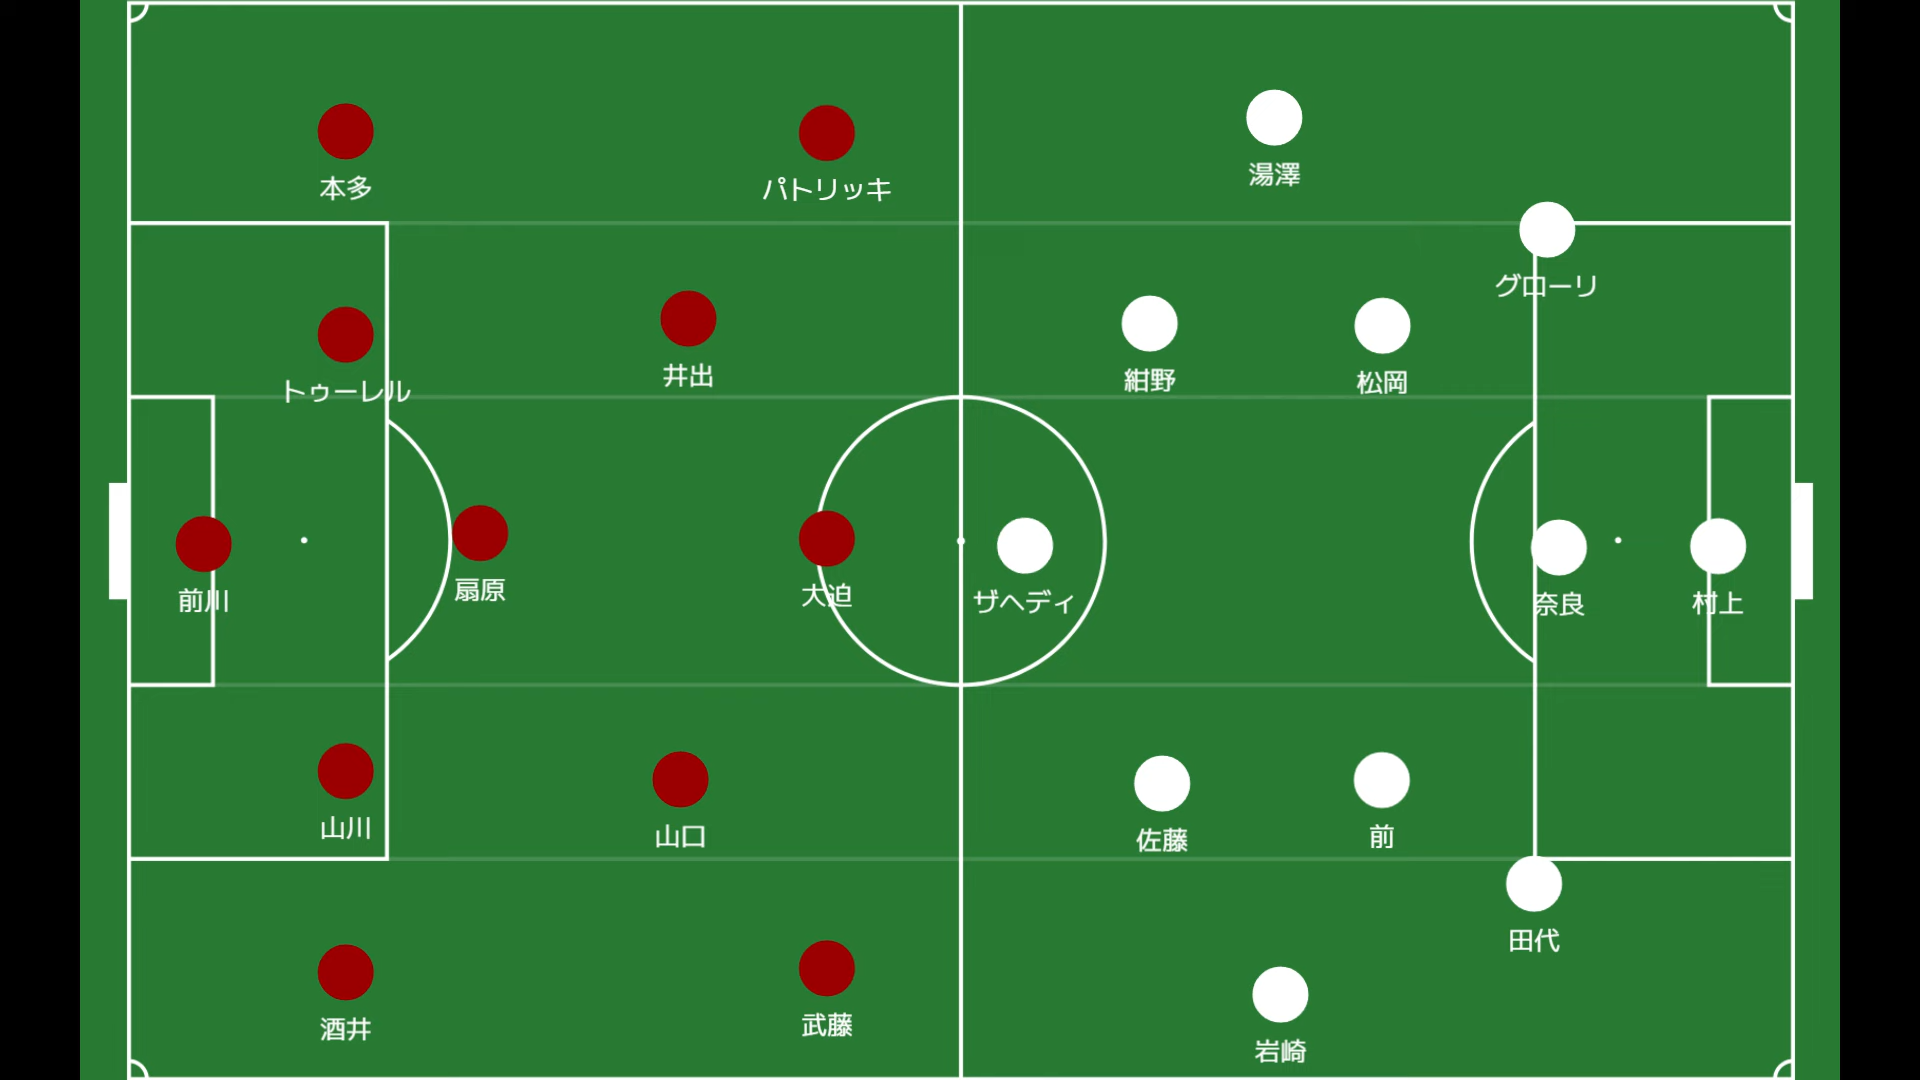 本多
パトリッキ
湯澤
グローリ
トゥーレル
井出
紺野
松岡
前川
扇原
大迫
ザヘディ
奈良
村上
山川
山口
佐藤
前
田代
酒井
武藤
岩崎